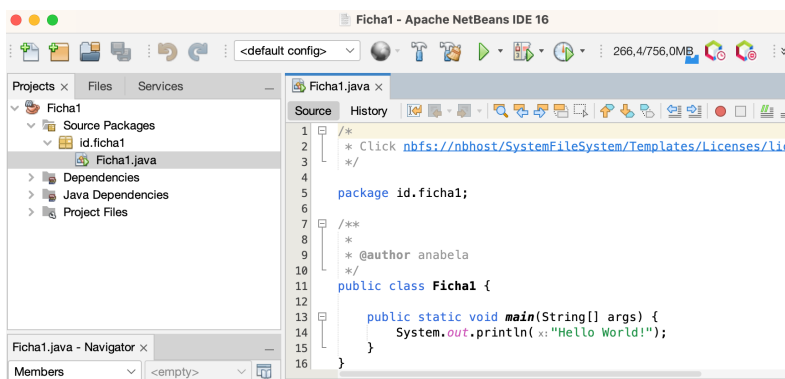 Ficha1 - Apache NetBeans IDE 16
<default config>
266,4/756,0MB
Projects
Files
Services
Ficha1
Source Packages
id.ficha1
Ficha1.java
Dependencies
Java Dependencies
Project Files
Ficha1.java - Navigator
Members
<empty>
Ficha1.java
Source
History
1 /*
2 * Click nbfs://nbhost/SystemFileSystem/Templates/Licenses/li
3 */
4
5 package id.ficha1;
6
7 /**
8 *
9 * @author anabela
10 */
11 public class Ficha1 {
12
13 public static void main(String[] args) {
14 System.out.println( x: "Hello World!");
15 }
16 }